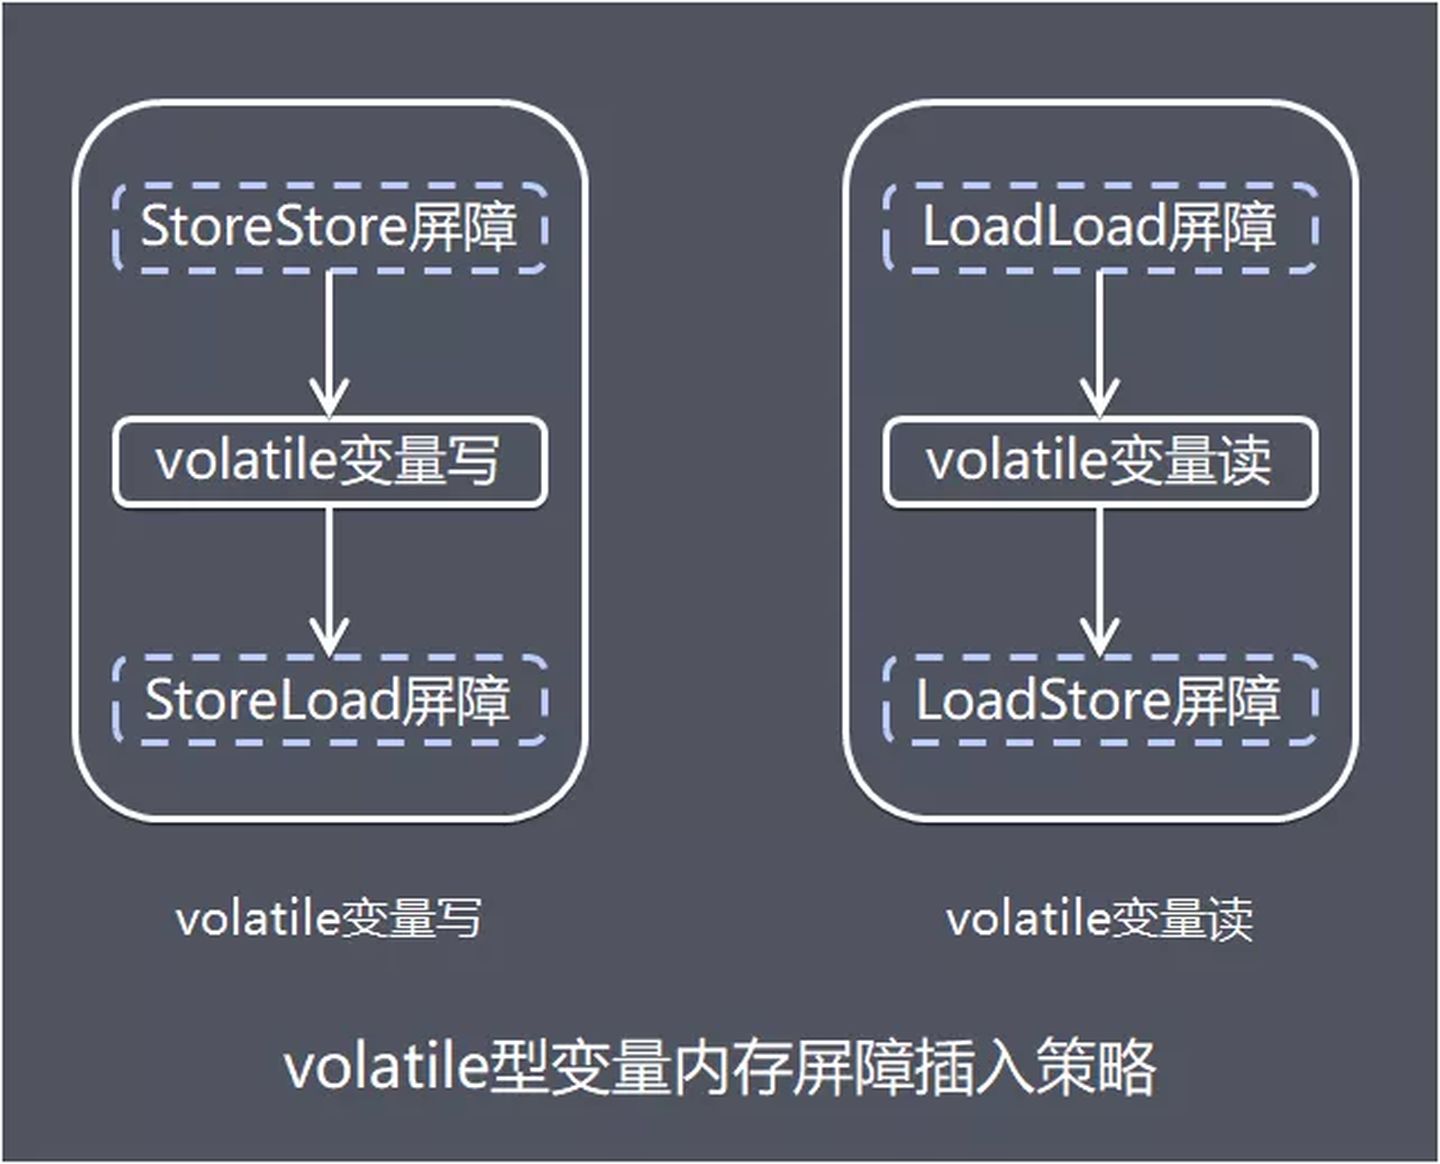 StoreStore屏障
volatile变量写
StoreLoad屏障
volatile变量写
LoadLoad屏障
volatile变量读
LoadStore屏障
volatile变量读
volatile型变量内存屏障插入策略